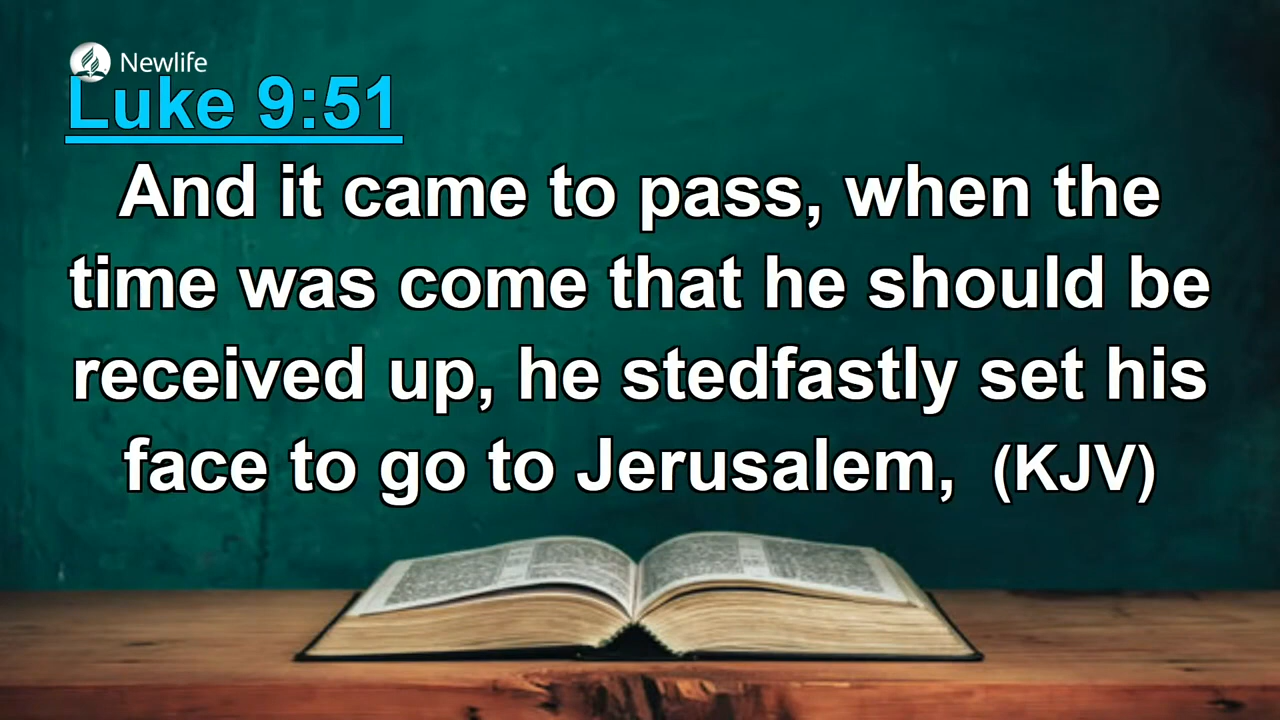 Newlife
Luke 9:51
And it came to pass, when the
time was come that he should be
received up, he stedfastly set his
face to go to Jerusalem, (KJV)